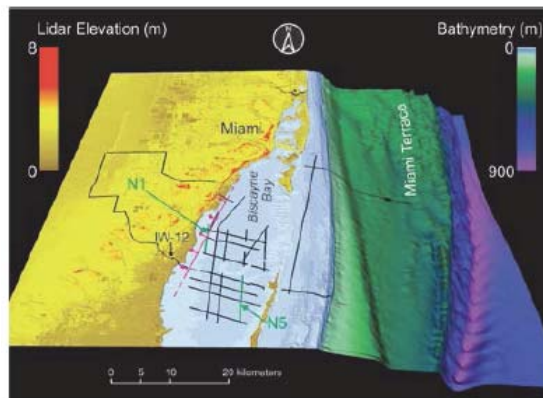 Lidar Elevation (m)
8
0
N
Bathymetry (m)
0
900
Miami
Miami Terrace
Biscayne
Bay
N1
IW-12
N5
0 5 10 20 kilometers